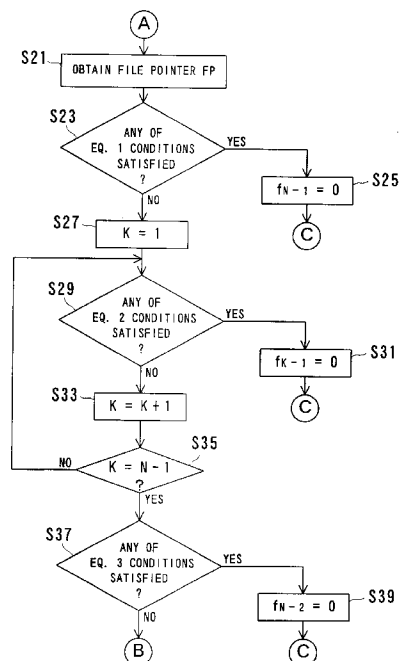 A
S21
OBTAIN FILE POINTER FP
S23
ANY OF
EQ. 1 CONDITIONS
SATISFIED
?
YES
fN-1 = 0
S25
C
NO
S27
K = 1
S29
ANY OF
EQ. 2 CONDITIONS
SATISFIED
?
YES
fK-1 = 0
S31
C
NO
S33
K = K+1
S35
NO
K = N-1
?
YES
S37
ANY OF
EQ. 3 CONDITIONS
SATISFIED
?
YES
fN-2 = 0
S39
C
NO
B